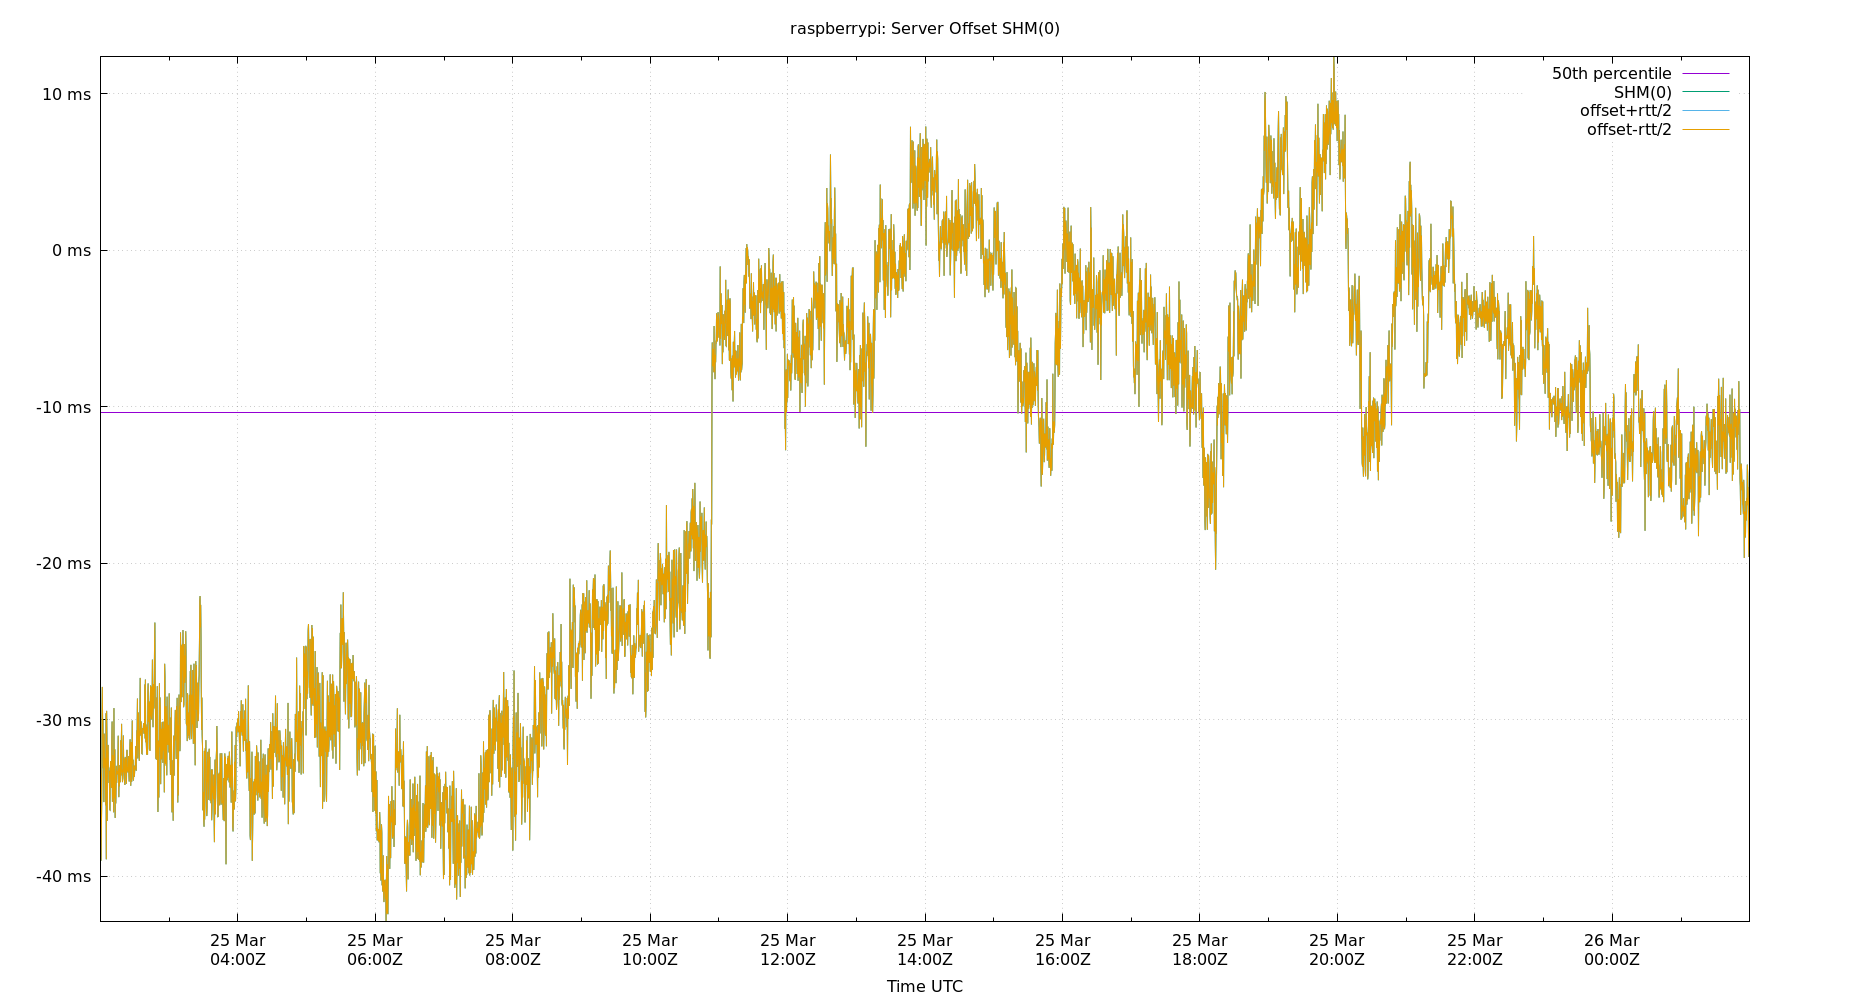 raspberrypi: Server Offset SHM(0)
50th percentile
SHM(0)
offset+rtt/2
offset-rtt/2
10 ms
0 ms
-10 ms
-20 ms
-30 ms
-40 ms
25 Mar 25 Mar 25 Mar 25 Mar 25 Mar 25 Mar 25 Mar 25 Mar 25 Mar 25 Mar 26 Mar
04:00Z 06:00Z 08:00Z 10:00Z 12:00Z 14:00Z 16:00Z 18:00Z 20:00Z 22:00Z 00:00Z
Time UTC